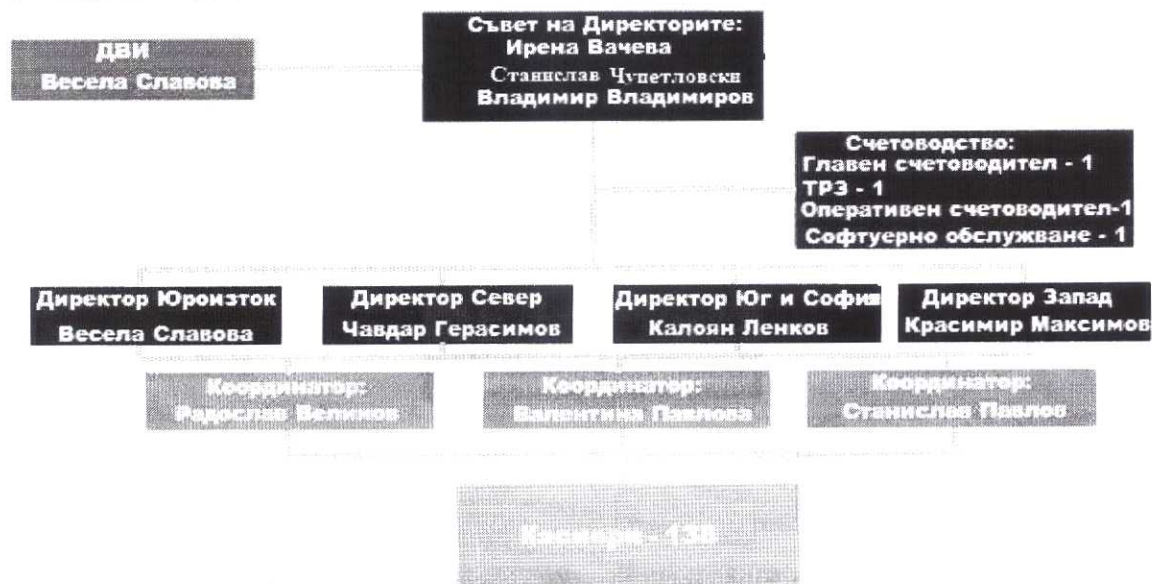 Съвет на Директорите:
Ирена Вачева
Станислав Чупетловски
Владимир Владимиров
ДВИ
Весела Славова
Счетоводство:
Главен счетоводител - 1
ТРЗ - 1
Оперативен счетоводител-1
Софтуерно обслужване - 1
Директор Юроизток
Весела Славова
Директор Север
Чавдар Герасимов
Директор Юг и София
Калоян Ленков
Директор Запад
Красимир Максимов
Координатор:
Радослав
Координатор:
Валентина Павлова
Координатор:
Станислав Павлов